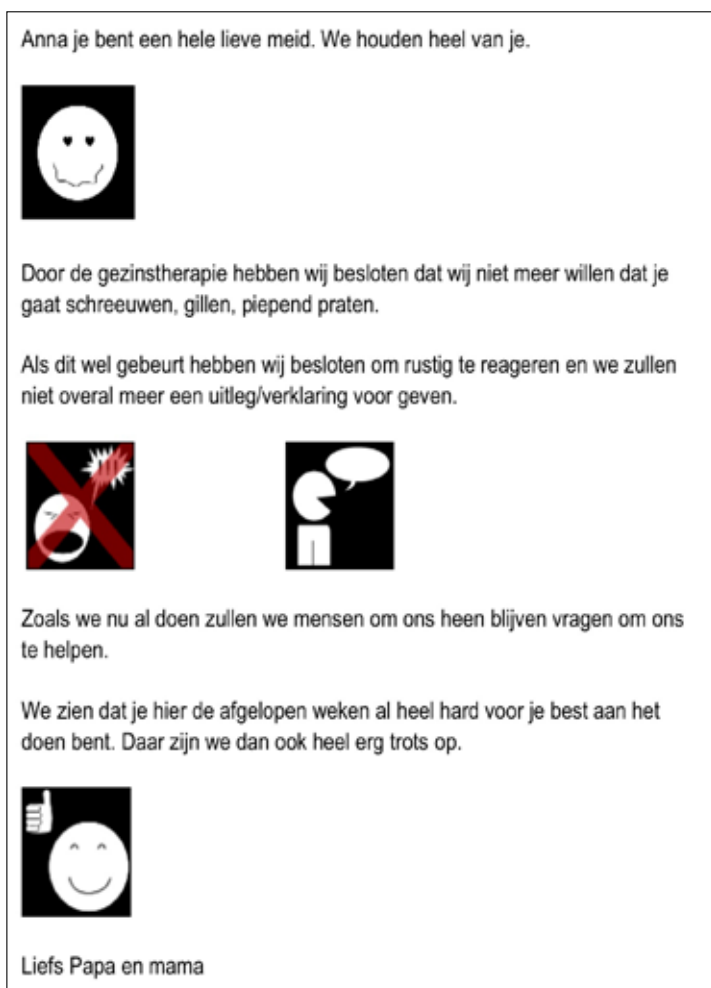 Anna je bent een hele lieve meid. We houden heel van je.
Door de gezinstherapie hebben wij besloten dat wij niet meer willen dat je
gaat schreeuwen, gillen, piepend praten.
Als dit wel gebeurt hebben wij besloten om rustig te reageren en we zullen
niet overal meer een uitleg/verklaring voor geven.
Zoals we nu al doen zullen we mensen om ons heen blijven vragen om ons
te helpen.
We zien dat je hier de afgelopen weken al heel hard voor je best aan het
doen bent. Daar zijn we dan ook heel erg trots op.
Liefs Papa en mama